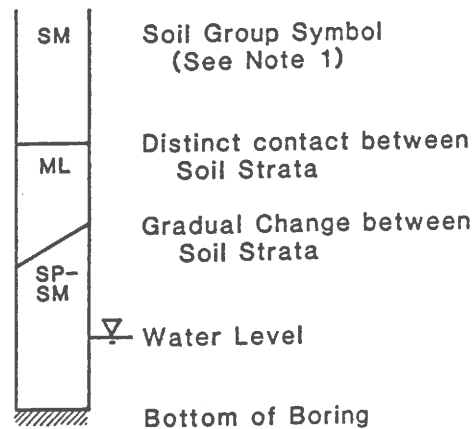 SM
Soil Group Symbol
(See Note 1)
Distinct contact between
Soil Strata
ML
Gradual Change between
Soil Strata
SP-
SM
Water Level
Bottom of Boring